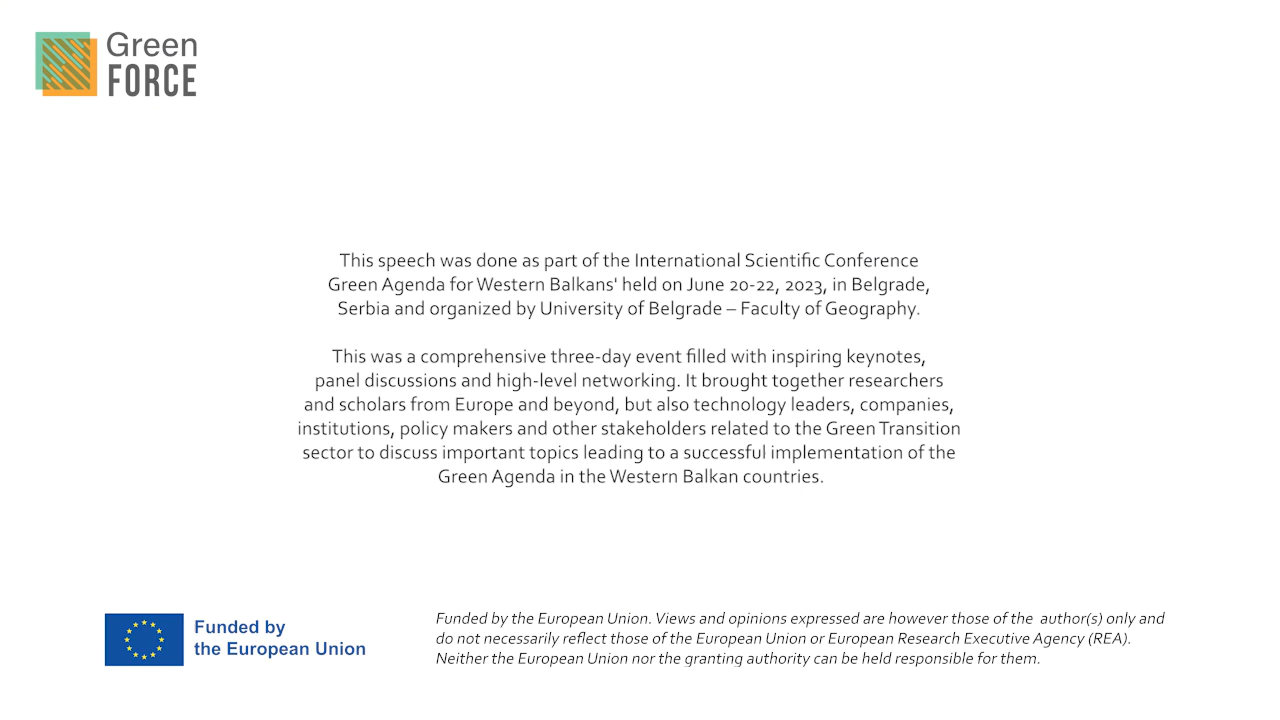 Green
FORCE
This speech was done as part of the International Scientific Conference
Green Agenda for Western Balkans' held on June 20-22, 2023, in Belgrade,
Serbia and organized by University of Belgrade – Faculty of Geography.
This was a comprehensive three-day event filled with inspiring keynotes,
panel discussions and high-level networking. It brought together researchers
and scholars from Europe and beyond, but also technology leaders, companies,
institutions, policy makers and other stakeholders related to the Green Transition
sector to discuss important topics leading to a successful implementation of the
Green Agenda in the Western Balkan countries.
Funded by
the European Union
Funded by the European Union. Views and opinions expressed are however those of the author(s) only and
do not necessarily reflect those of the European Union or European Research Executive Agency (REA).
Neither the European Union nor the granting authority can be held responsible for them.